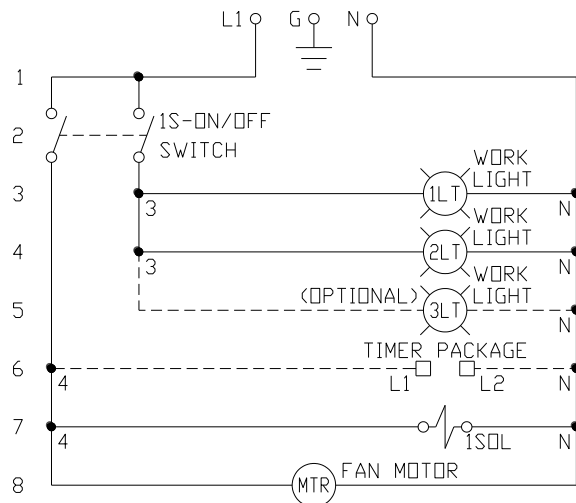 L1 G N
1
2
1S-ON/OFF
SWITCH
WORK
LIGHT
3
3
1LT
N
WORK
LIGHT
4
3
2LT
N
WORK
LIGHT
5
(OPTIONAL)
3LT
N
TIMER PACKAGE
6
4
L1
L2
N
7
4
1SOL
N
8
MTR
FAN MOTOR